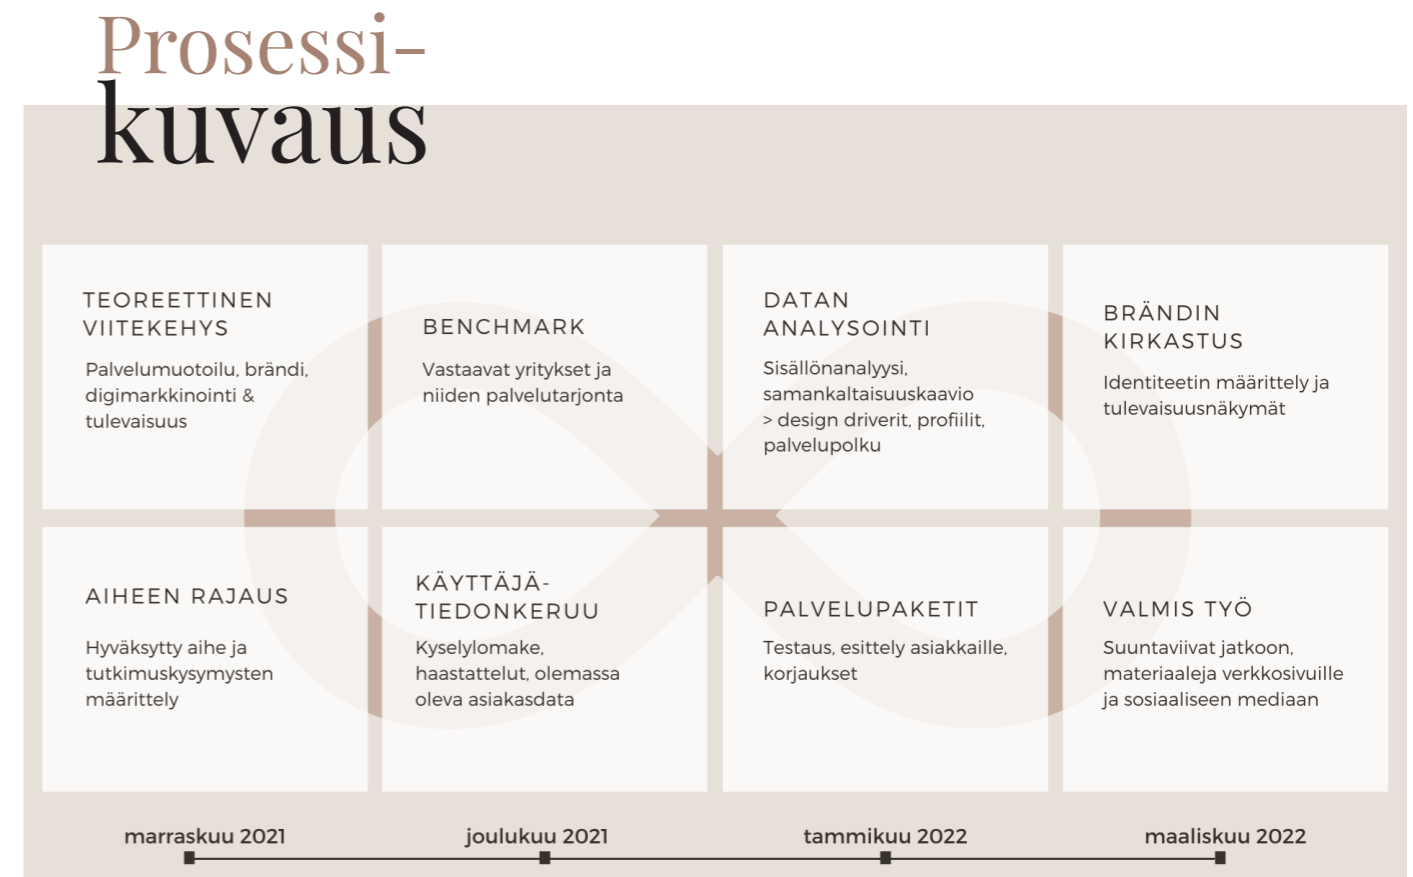 Prosessi-
kuvaus
TEOREETTINEN
VIITEKEHYS
Palvelumuotoilu, brändi,
digimarkkinointi &
tulevaisuus
BENCHMARK
Vastaavat yritykset ja
niiden palvelutarjonta
DATAN
ANALYSOINTI
Sisällönanalyysi,
samankaltaisuuskaavio
> design driverit, profiilit,
palvelupolku
BRÄNDIN
KIRKASTUS
Identiteetin määrittely ja
tulevaisuusnäkymät
AIHEEN RAJAUS
Hyväksytty aihe ja
tutkimuskysymysten
määrittely
KÄYTTÄJÄ-
TIEDONKERUU
Kyselylomake,
haastattelut, olemassa
oleva asiakasdata
PALVELUPAKETIT
Testaus, esittely asiakkaille,
korjaukset
VALMIS TYÖ
Suuntaviivat jatkoon,
materiaaleja verkkosivuille
ja sosiaaliseen mediaan
marraskuu 2021
joulukuu 2021
tammikuu 2022
maaliskuu 2022